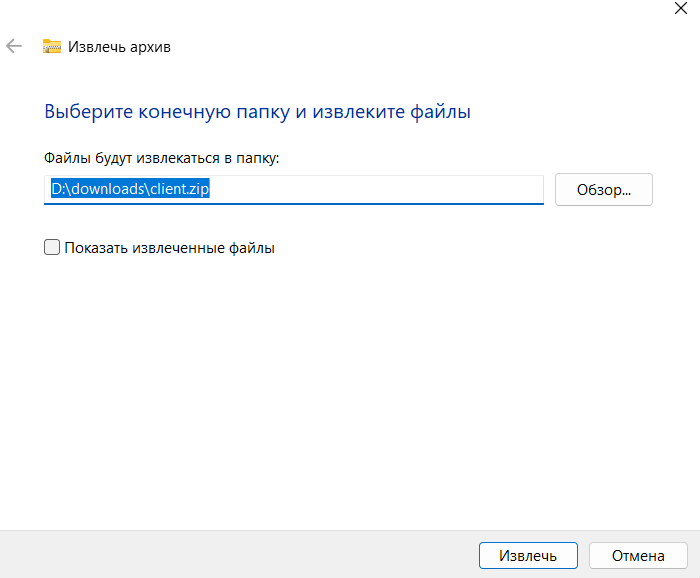 Извлечь архив
Выберите конечную папку и извлеките файлы
Файлы будут извлекаться в папку:
D:\downloads\client.zip
Обзор...
Показать извлеченные файлы
Извлечь
Отмена